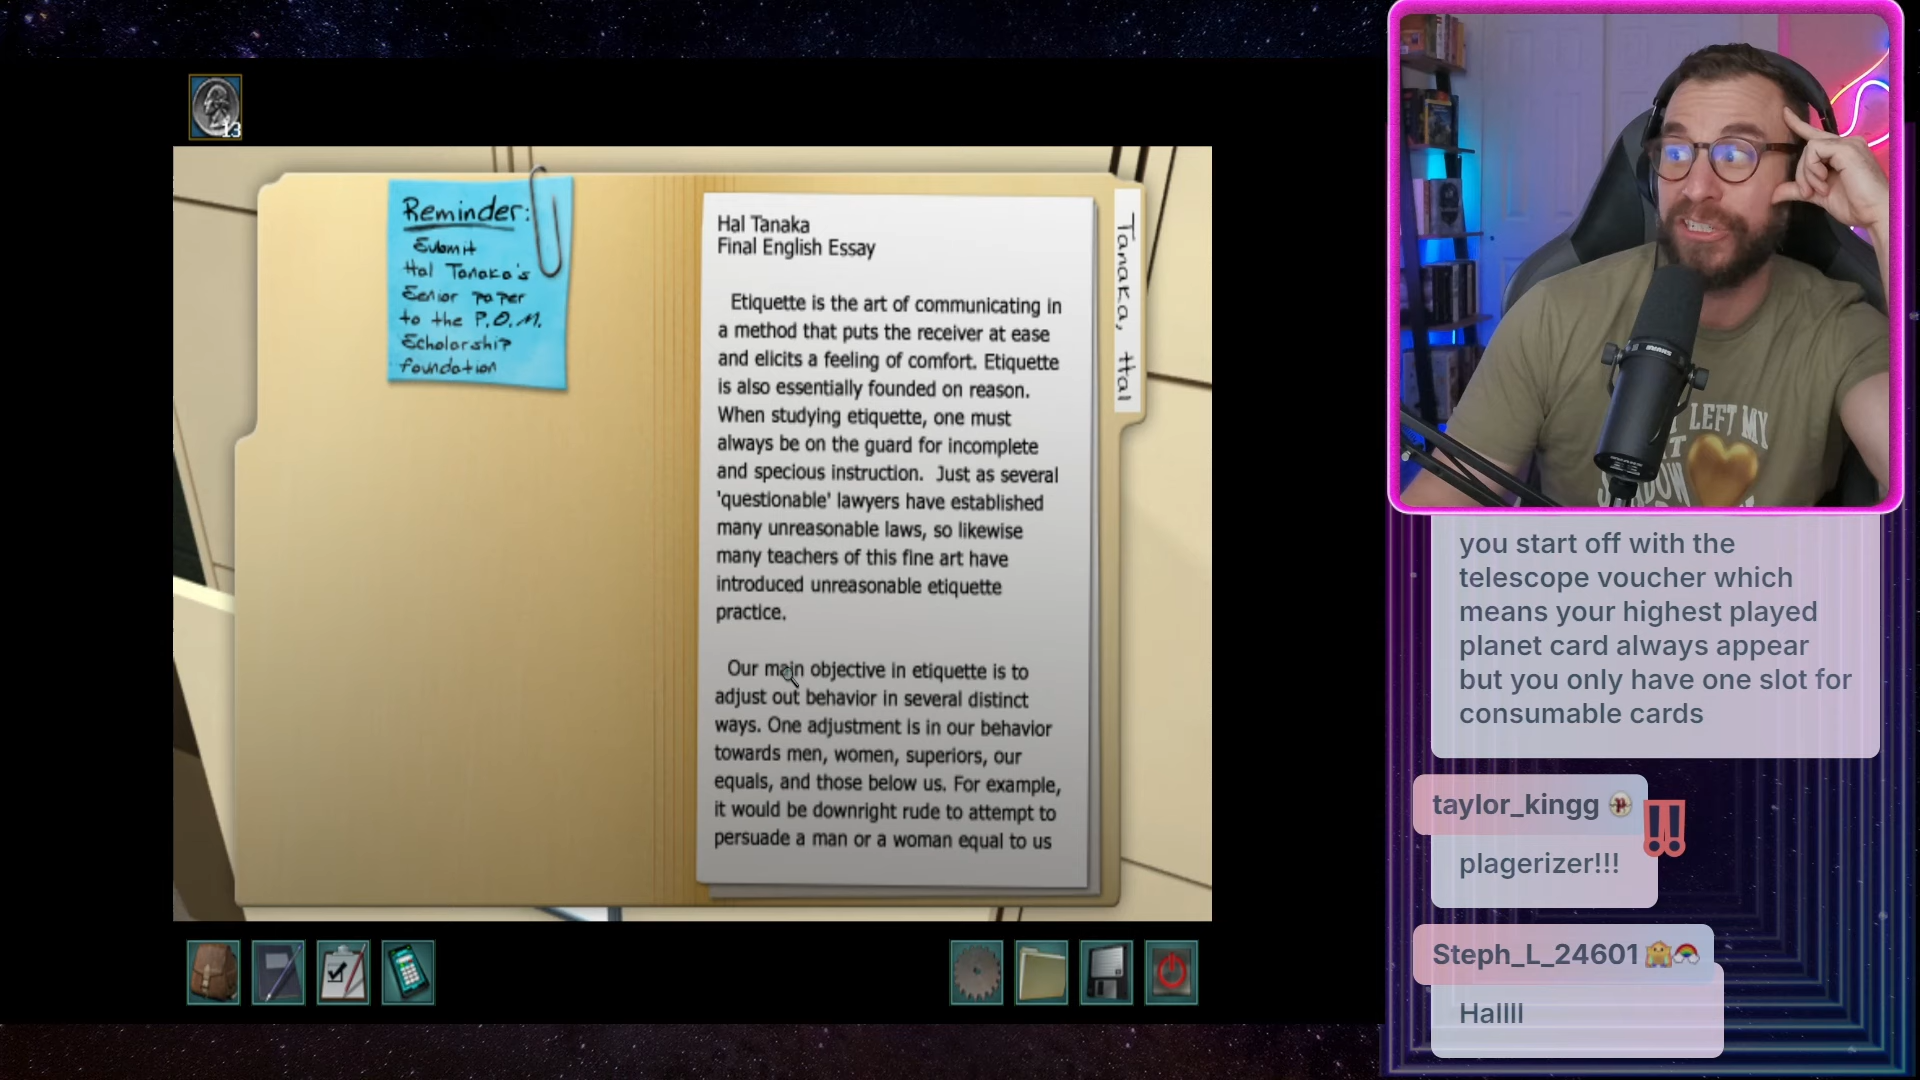 13
Reminder:
Submit
Hal Tanaka's
Senior paper
to the P.O.M.
Scholarship
foundation
Hal Tanaka
Final English Essay
Etiquette is the art of communicating in
a method that puts the receiver at ease
and elicits a feeling of comfort. Etiquette
is also essentially founded on reason.
When studying etiquette, one must
always be on the guard for incomplete
and specious instruction. Just as several
'questionable' lawyers have established
many unreasonable laws, so likewise
many teachers of this fine art have
introduced unreasonable etiquette
practice.
Our main objective in etiquette is to
adjust out behavior in several distinct
ways. One adjustment is in our behavior
towards men, women, superiors, our
equals, and those below us. For example,
it would be downright rude to attempt to
persuade a man or a woman equal to us
Tanaka, Hal
LEFT MY
you start off with the
telescope voucher which
means your highest played
planet card always appear
but you only have one slot for
consumable cards
taylor_kingg
plagerizer!!!
Steph_L_24601
Hallll